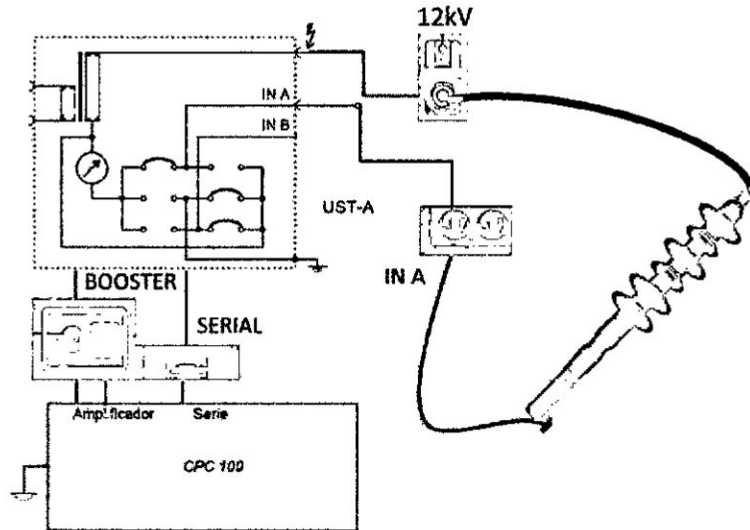 12kV
IN A
IN B
UST-A
BOOSTER
IN A
SERIAL
Amplificador
Serie
CPC 100